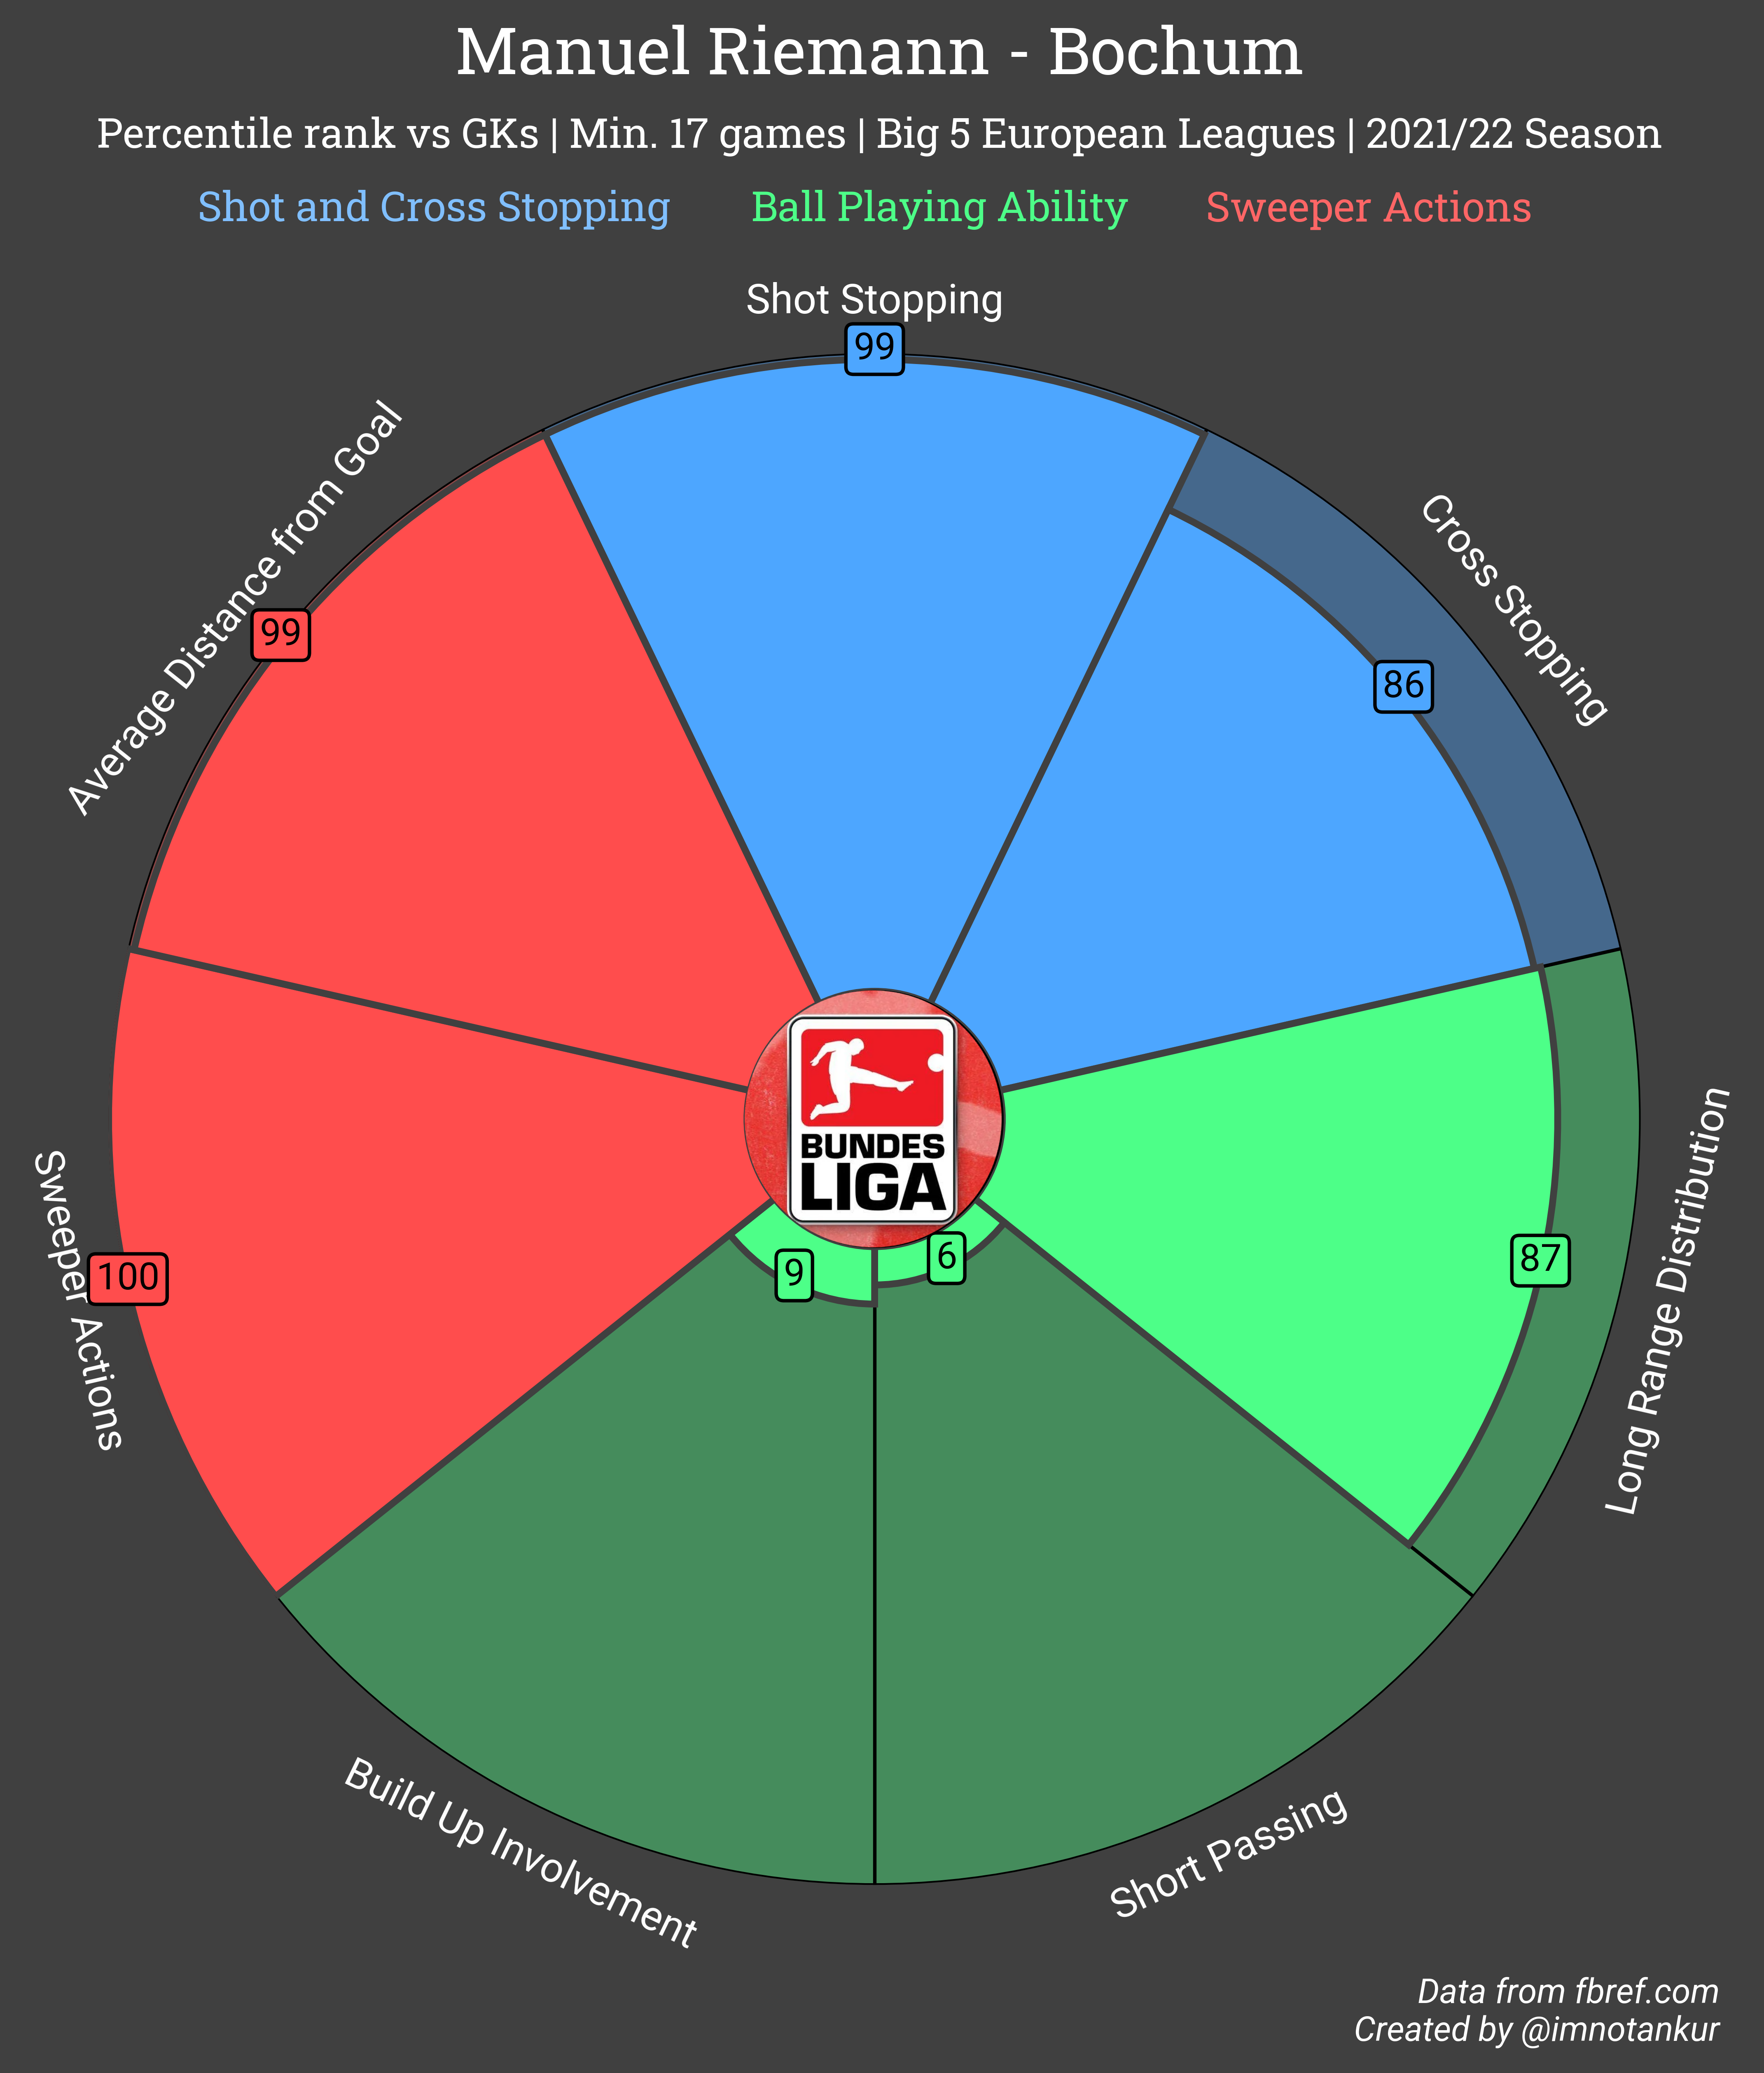 Manuel Riemann - Bochum
Percentile rank vs GKs | Min. 17 games | Big 5 European Leagues | 2021/22 Season
Shot and Cross Stopping Ball Playing Ability Sweeper Actions
Shot Stopping
99
Average Distance from Goal
99
Cross Stopping
86
BUNDES
LIGA
Long Range Distribution
87
Sweeper Actions
100
9
6
Build Up Involvement
Short Passing
Data from fbref.com
Created by @imnotankur